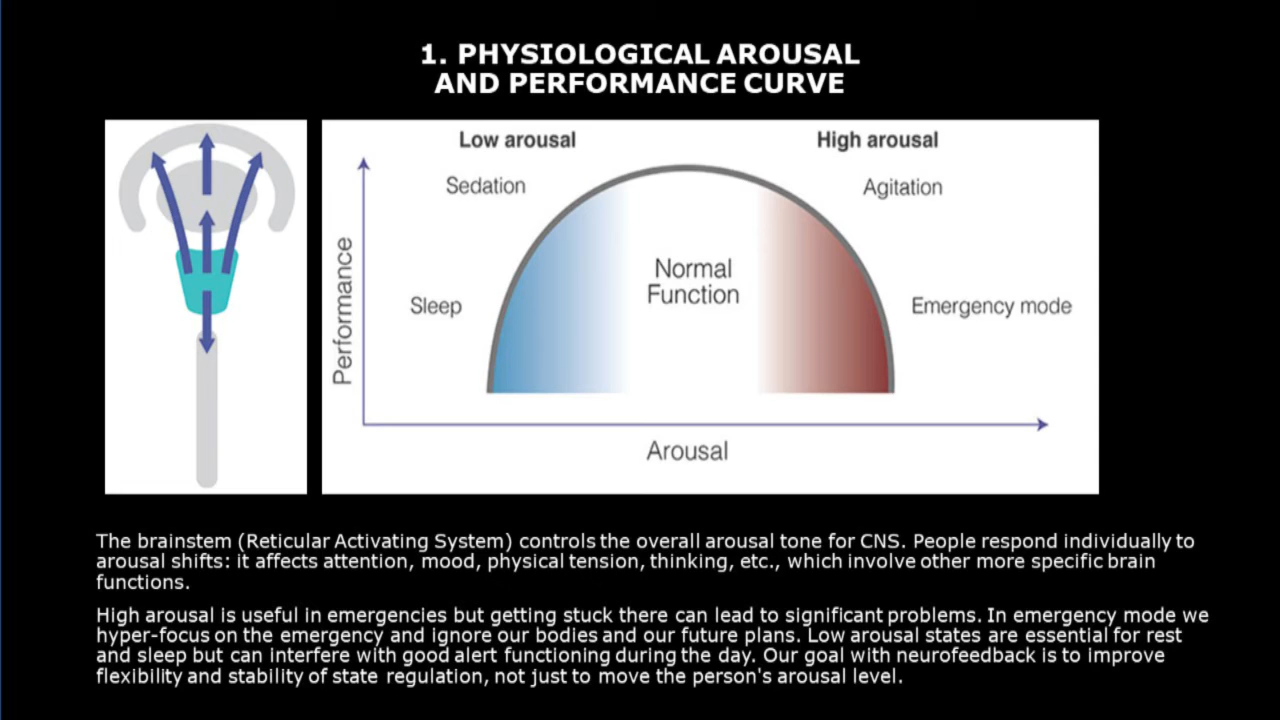 1. PHYSIOLOGICAL AROUSAL
AND PERFORMANCE CURVE
Low arousal
High arousal
Sedation
Agitation
Performance
Normal
Function
Sleep
Emergency mode
Arousal
The brainstem (Reticular Activating System) controls the overall arousal tone for CNS. People respond individually to
arousal shifts: it affects attention, mood, physical tension, thinking, etc., which involve other more specific brain
functions.
High arousal is useful in emergencies but getting stuck there can lead to significant problems. In emergency mode we
hyper-focus on the emergency and ignore our bodies and our future plans. Low arousal states are essential for rest
and sleep but can interfere with good alert functioning during the day. Our goal with neurofeedback is to improve
flexibility and stability of state regulation, not just to move the person's arousal level.